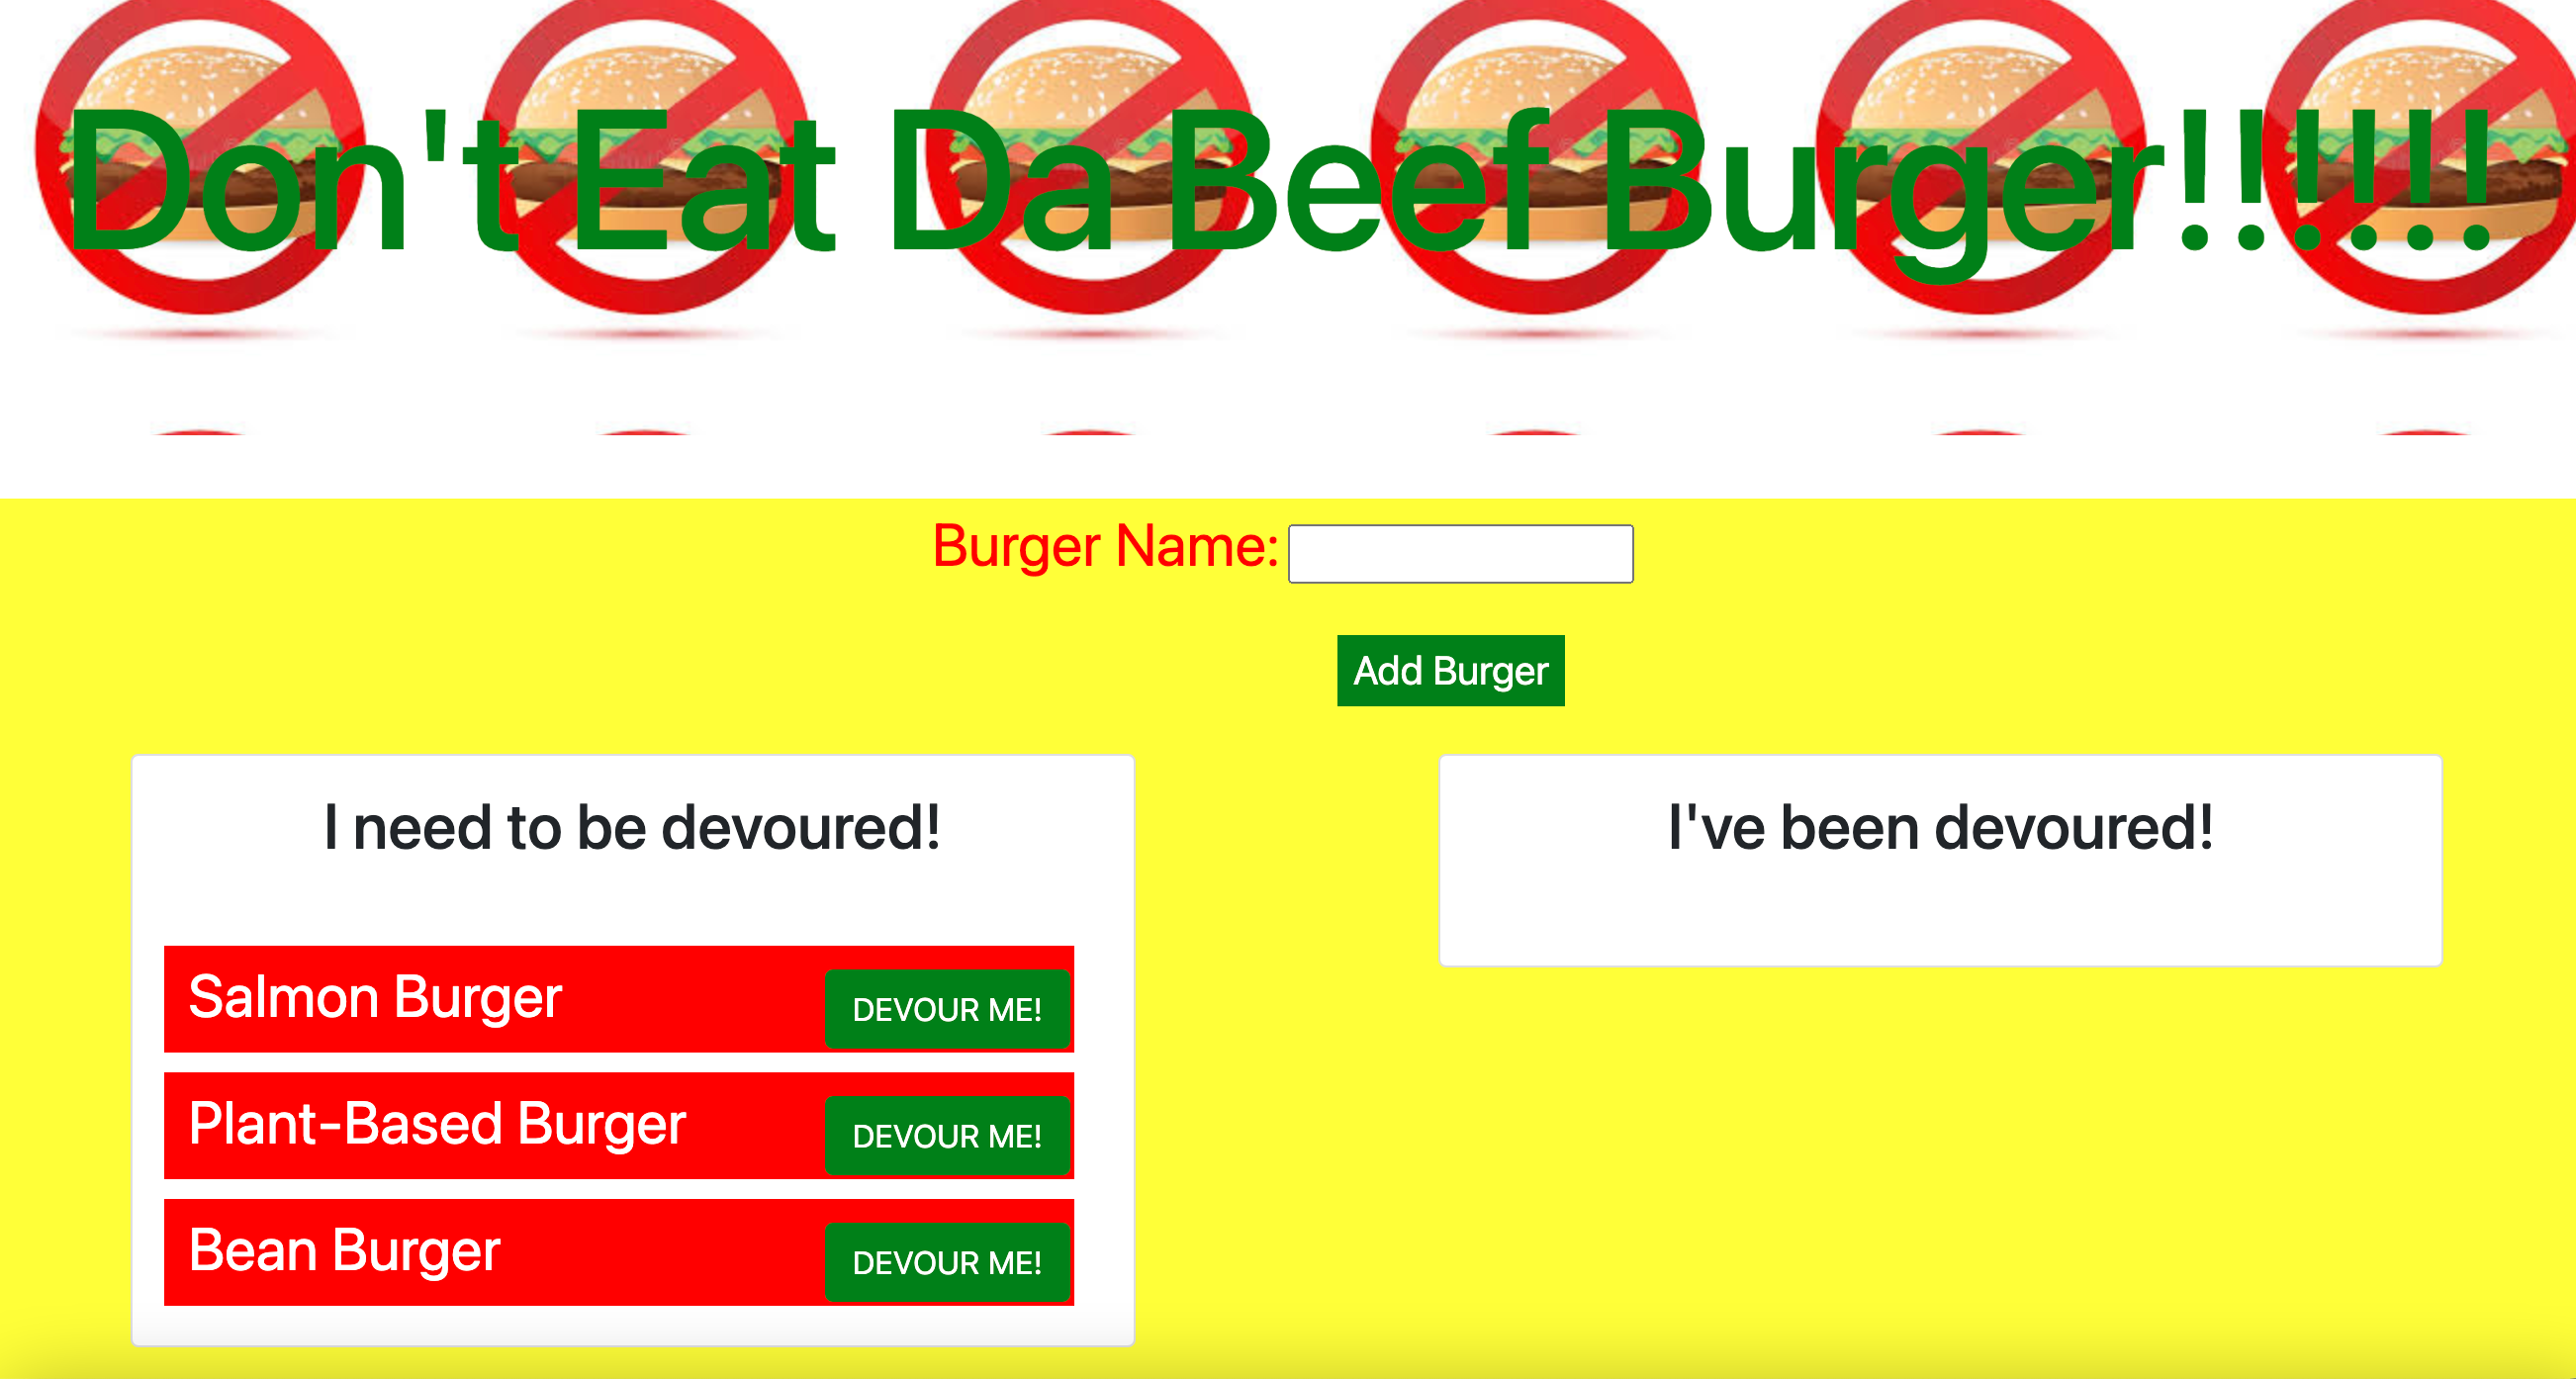 Don't Eat Da Beef Burger!!!!!!
Burger Name:
Add Burger
I need to be devoured!
Salmon Burger DEVOUR ME!
Plant-Based Burger DEVOUR ME!
Bean Burger DEVOUR ME!
I've been devoured!